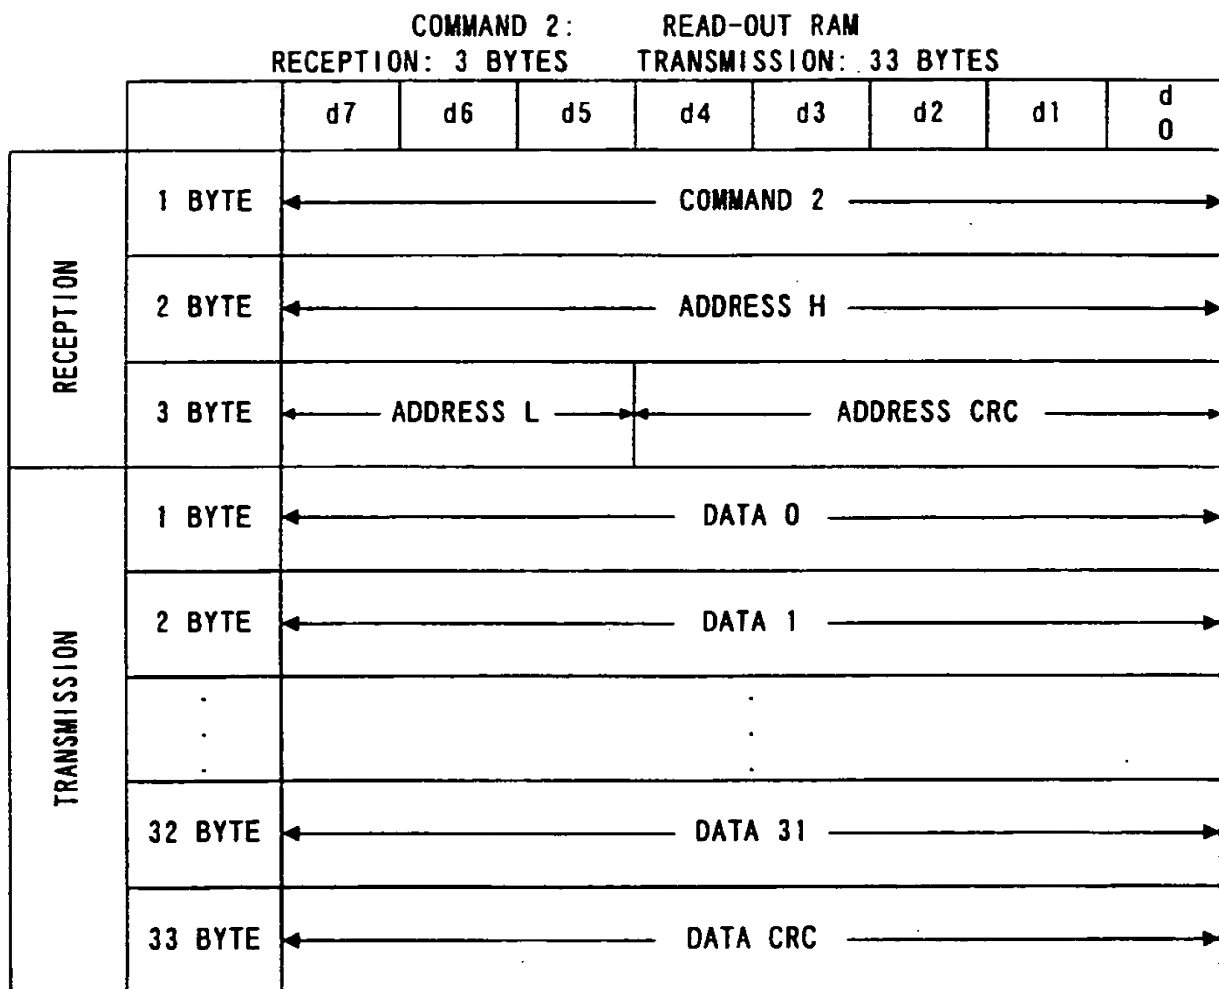 COMMAND 2: READ-OUT RAM
RECEPTION: 3 BYTES TRANSMISSION: 33 BYTES
d7 d6 d5 d4 d3 d2 d1 d
0
RECEPTION
1 BYTE COMMAND 2
2 BYTE ADDRESS H
3 BYTE ADDRESS L ADDRESS CRC
TRANSMISSION
1 BYTE DATA 0
2 BYTE DATA 1
32 BYTE DATA 31
33 BYTE DATA CRC